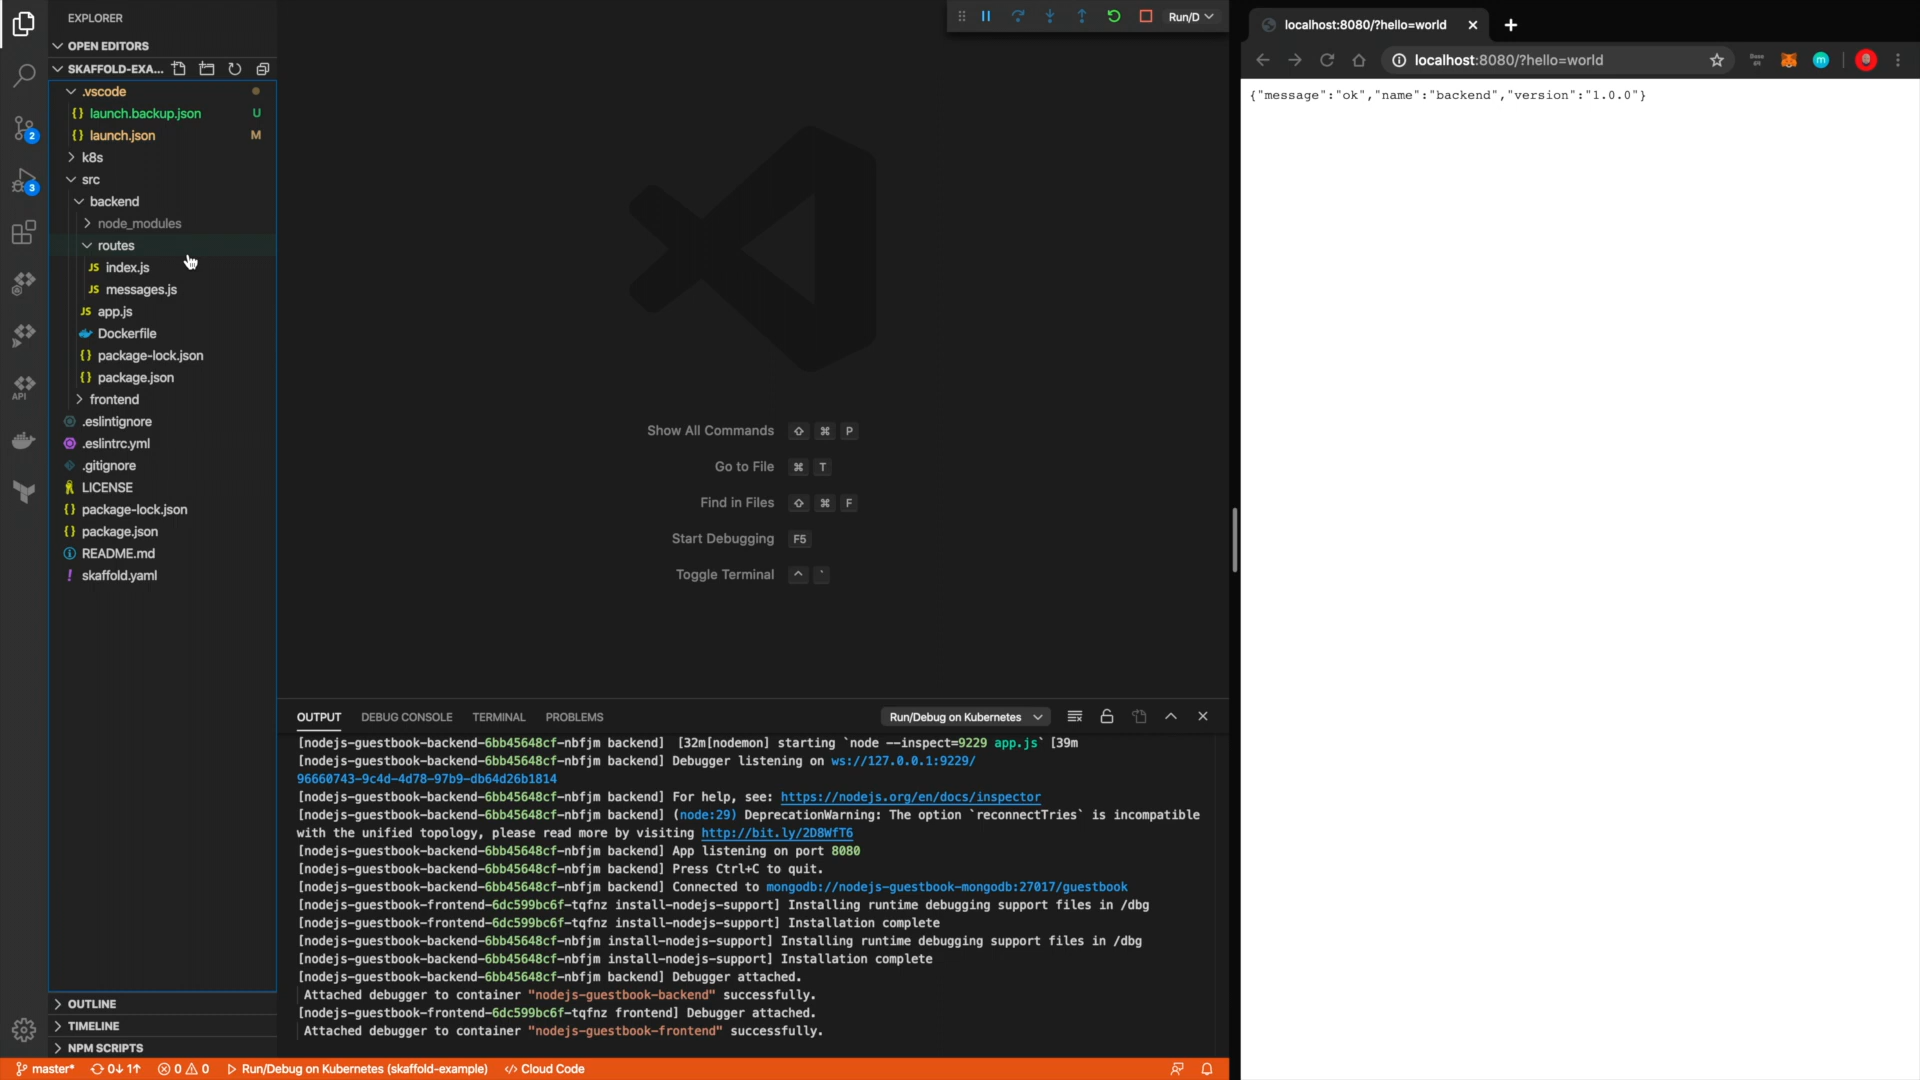 EXPLORER
OPEN EDITORS
SKAFFOLD-EXA...
.vscode
launch.backup.json U
launch.json M
k8s
src
backend
node_modules
routes
JS index.js
JS messages.js
JS app.js
Dockerfile
{} package-lock.json
{} package.json
frontend
.eslintignore
.eslintrc.yml
.gitignore
LICENSE
{} package-lock.json
{} package.json
README.md
! skaffold.yaml
OUTLINE
TIMELINE
NPM SCRIPTS
2
3
API
Run/D
Show All Commands ⇧ ⌘ P
Go to File ⌘ T
Find in Files ⇧ ⌘ F
Start Debugging F5
Toggle Terminal ^ `
OUTPUT DEBUG CONSOLE TERMINAL PROBLEMS Run/Debug on Kubernetes
[nodejs-guestbook-backend-6bb45648cf-nbfjm backend] [32m[nodemon] starting `node --inspect=9229 app.js` [39m
[nodejs-guestbook-backend-6bb45648cf-nbfjm backend] Debugger listening on ws://127.0.0.1:9229/
96660743-9c4d-4d78-97b9-db64d26b1814
[nodejs-guestbook-backend-6bb45648cf-nbfjm backend] For help, see: https://nodejs.org/en/docs/inspector
[nodejs-guestbook-backend-6bb45648cf-nbfjm backend] (node:29) DeprecationWarning: The option `reconnectTries` is incompatible
with the unified topology, please read more by visiting http://bit.ly/2D8WfT6
[nodejs-guestbook-backend-6bb45648cf-nbfjm backend] App listening on port 8080
[nodejs-guestbook-backend-6bb45648cf-nbfjm backend] Press Ctrl+C to quit.
[nodejs-guestbook-backend-6bb45648cf-nbfjm backend] Connected to mongodb://nodejs-guestbook-mongodb:27017/guestbook
[nodejs-guestbook-frontend-6dc599bc6f-tqfnz install-nodejs-support] Installing runtime debugging support files in /dbg
[nodejs-guestbook-frontend-6dc599bc6f-tqfnz install-nodejs-support] Installation complete
[nodejs-guestbook-backend-6bb45648cf-nbfjm install-nodejs-support] Installing runtime debugging support files in /dbg
[nodejs-guestbook-backend-6bb45648cf-nbfjm install-nodejs-support] Installation complete
[nodejs-guestbook-backend-6bb45648cf-nbfjm backend] Debugger attached.
Attached debugger to container "nodejs-guestbook-backend" successfully.
[nodejs-guestbook-frontend-6dc599bc6f-tqfnz frontend] Debugger attached.
Attached debugger to container "nodejs-guestbook-frontend" successfully.
master* 0↓ 1↑ 0 0 Run/Debug on Kubernetes (skaffold-example) Cloud Code
localhost:8080/?hello=world
localhost:8080/?hello=world
{"message":"ok","name":"backend","version":"1.0.0"}